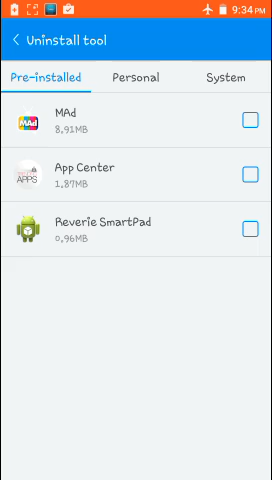 9:34 PM
Uninstall tool
Pre-installed Personal System
MAd
MAd
8,91MB
App Center
APPS
1,87MB
Reverie SmartPad
0,96MB